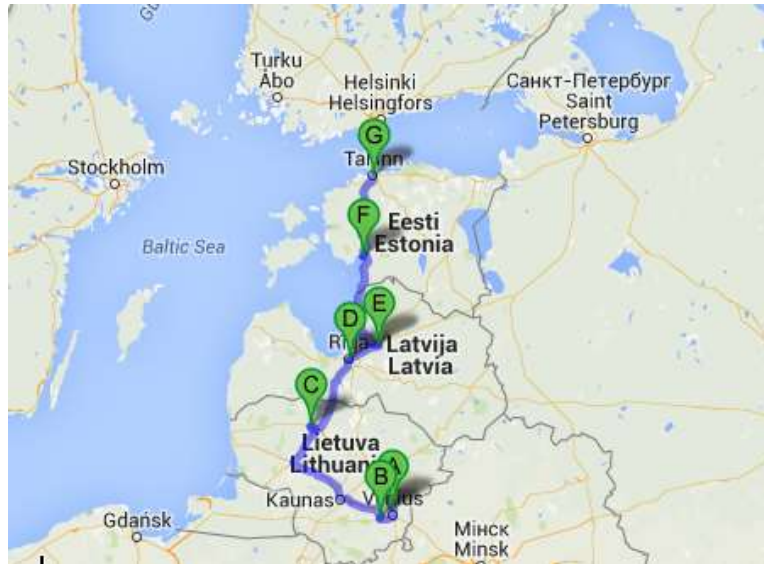 Turku
Åbo
Helsinki
Helsingfors
Санкт-Петербург
Saint
Petersburg
G
Stockholm
F
Eesti
Estonia
Baltic Sea
E
D
Latvija
Latvia
C
Lietuva
A
B
Kaunas
Gdańsk
Мінск
Minsk